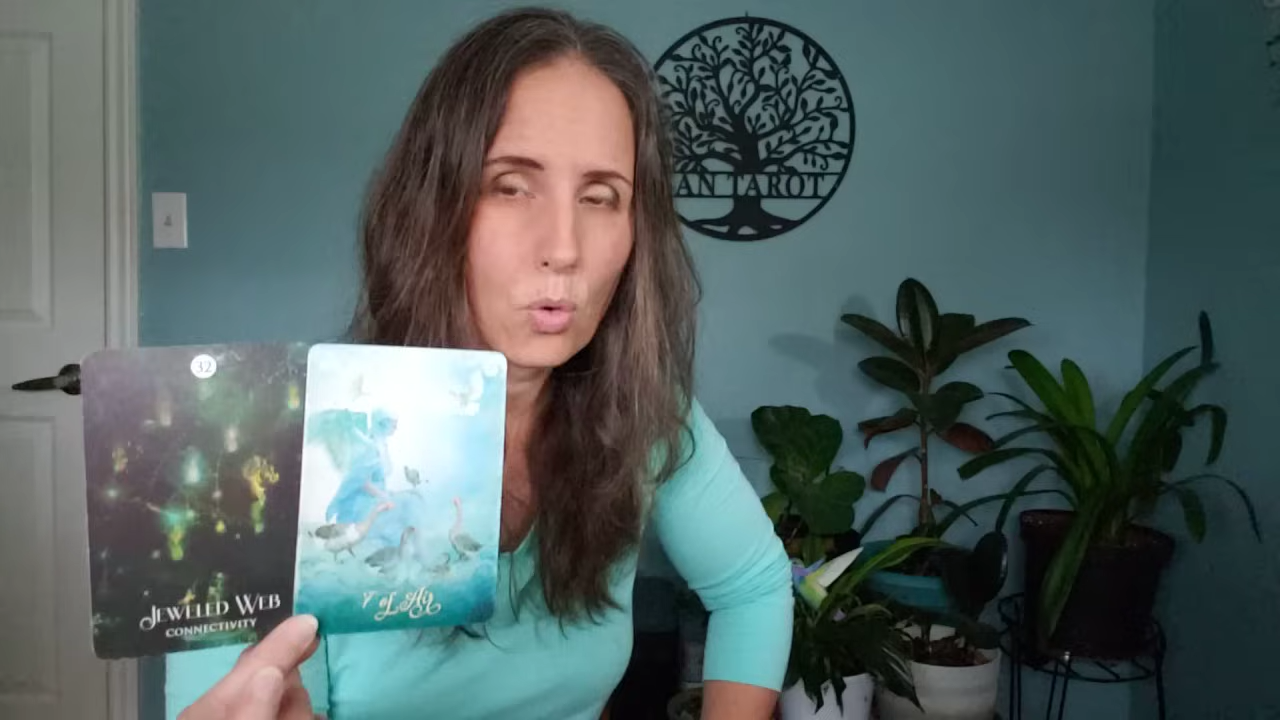 AN TAROT
32
JEWELED WEB
CONNECTIVITY
7 of Air